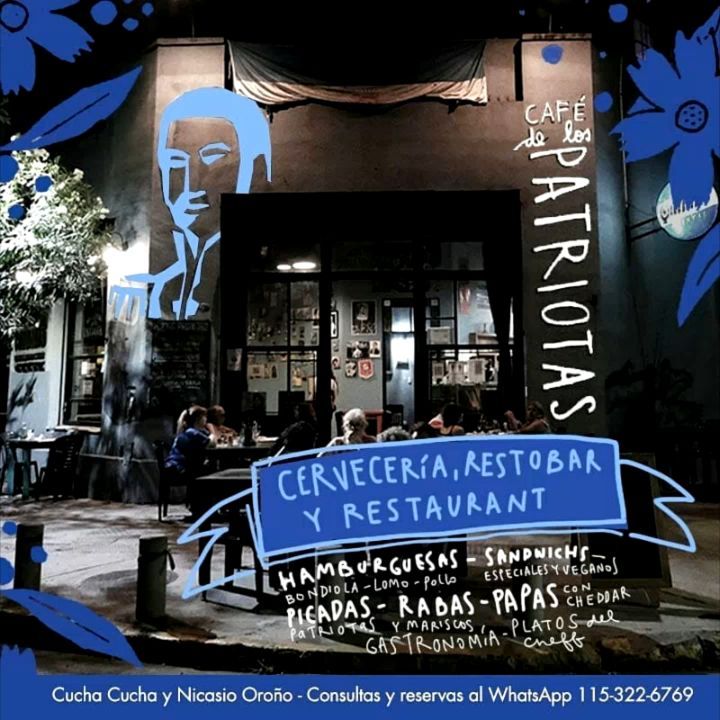 CAFÉ
de los
PATRIOTAS
CERVECERÍA, RESTOBAR
Y RESTAURANT
HAMBURGUESAS - SANDWICHS -
BONDIOLA - LOMO - POLLO
ESPECIALES Y VEGANOS
PICADAS - RABAS - PAPAS CON CHEDDAR
PATRIOTAS Y MARISCOS
GASTRONOMÍA - PLATOS del cheff
Cucha Cucha y Nicasio Oroño - Consultas y reservas al WhatsApp 115-322-6769